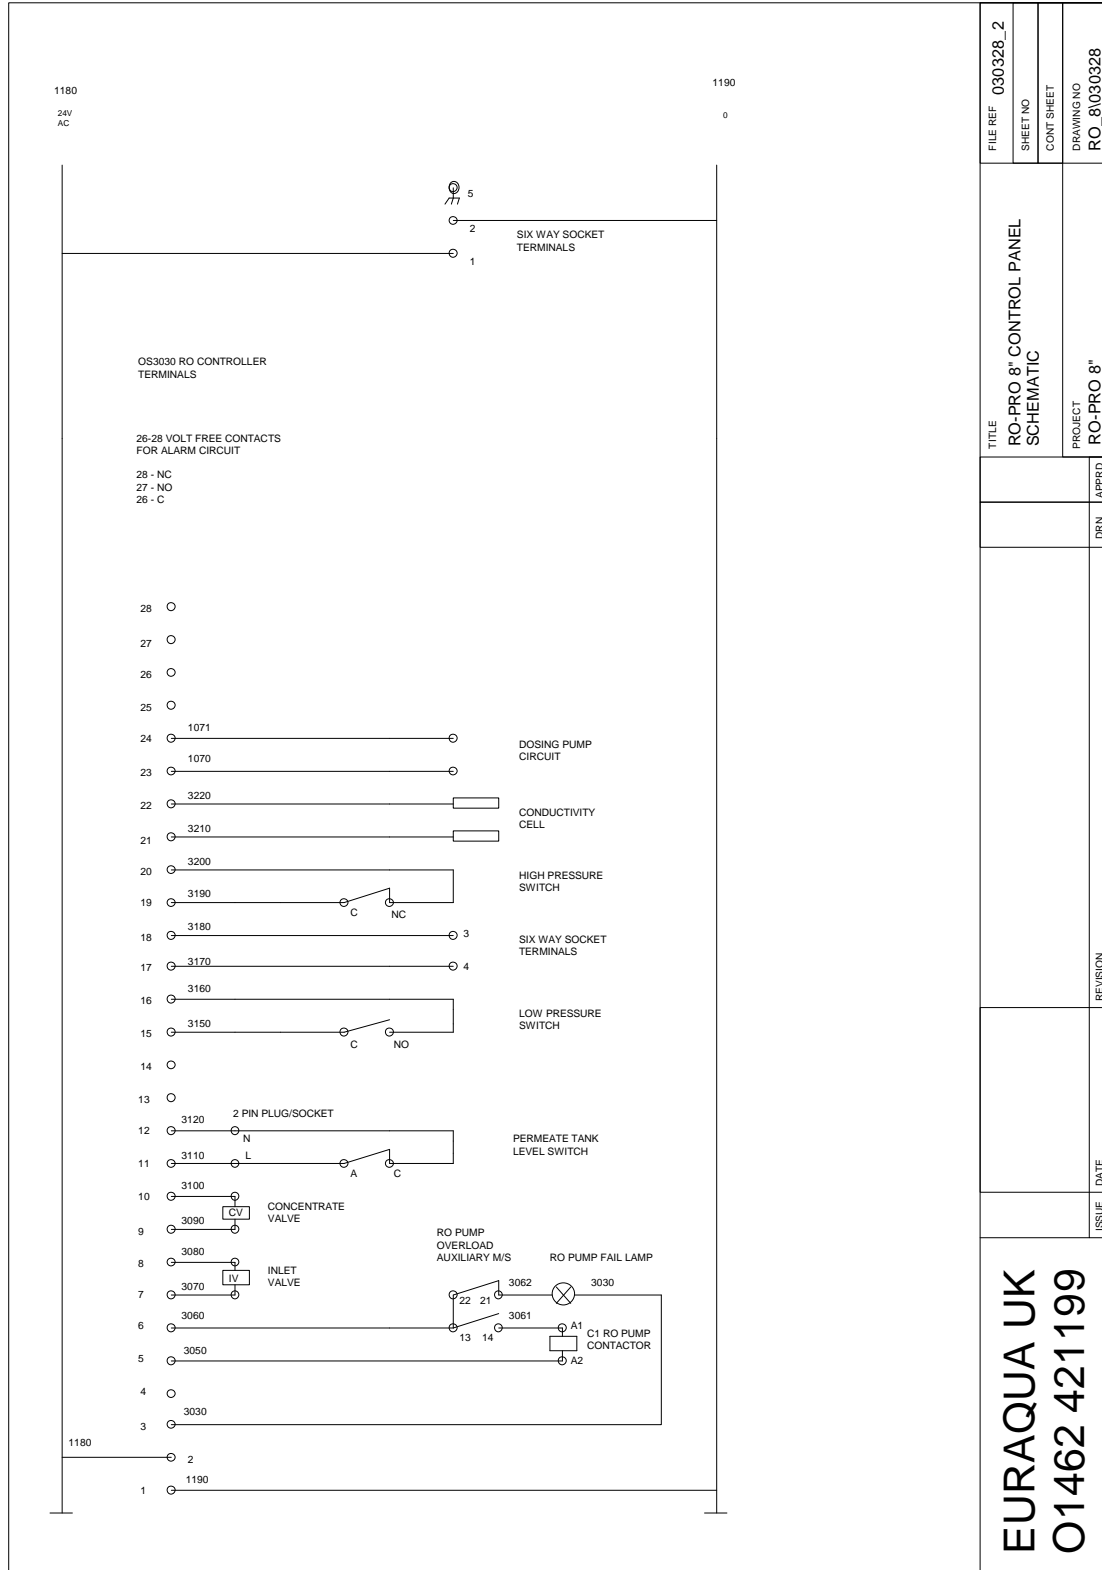 1180
24V
AC
1190
0
5
2
SIX WAY SOCKET
TERMINALS
1
OS3030 RO CONTROLLER
TERMINALS
26-28 VOLT FREE CONTACTS
FOR ALARM CIRCUIT
28 - NC
27 - NO
26 - C
28
27
26
25
24 1071
DOSING PUMP
CIRCUIT
23 1070
22 3220
CONDUCTIVITY
CELL
21 3210
20 3200
HIGH PRESSURE
SWITCH
19 3190
C NC
18 3180 3
SIX WAY SOCKET
TERMINALS
17 3170 4
16 3160
LOW PRESSURE
SWITCH
15 3150
C NO
14
13
12 3120 2 PIN PLUG/SOCKET
N
PERMEATE TANK
LEVEL SWITCH
11 3110 L
A C
10 3100
CV
CONCENTRATE
VALVE
9 3090
8 3080
IV
INLET
VALVE
7 3070
RO PUMP
OVERLOAD
AUXILIARY M/S
RO PUMP FAIL LAMP
22 21 3062 3030
6 3060
13 14 3061
A1
C1 RO PUMP
CONTACTOR
A2
5 3050
4
3 3030
1180
2
1 1190
FILE REF 030328_2
SHEET NO
CONT SHEET
DRAWING NO
RO_8\030328
TITLE
RO-PRO 8" CONTROL PANEL
SCHEMATIC
PROJECT
RO-PRO 8"
APPRD
DRN
REVISION
DATE
ISSUE
EURAQUA UK
O1462 421199